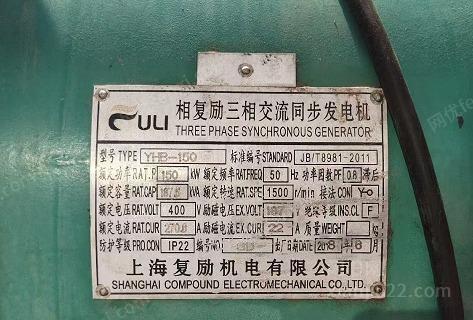 ULI 相复励三相交流同步发电机
THREE PHASE SYNCHRONOUS GENERATOR
型号TYPE YHB-150 标准编号STANDARD JB/T8981-2011
额定功率RAT.P 150 kW 额定频率RAT.FREQ 50 Hz 功率因数PF 0.8 滞后
额定容量RAT.CAP 187.5 kVA 额定转速RAT.SPE 1500 r/min 接法CON Y-O
额定电压RAT.VOLT 400 V 励磁电压EX.VOLT V 绝缘等级INS.CL F
额定电流RAT.CUR 270.6 A 励磁电流EX.CUR 22 A 质量WEIGHT kg
防护等级PRO.CON IP22 编号NO. 出厂日期DATE 2018 年 8 月
上海复励机电有限公司
SHANGHAI COMPOUND ELECTROMECHANICAL CO.,LTD.